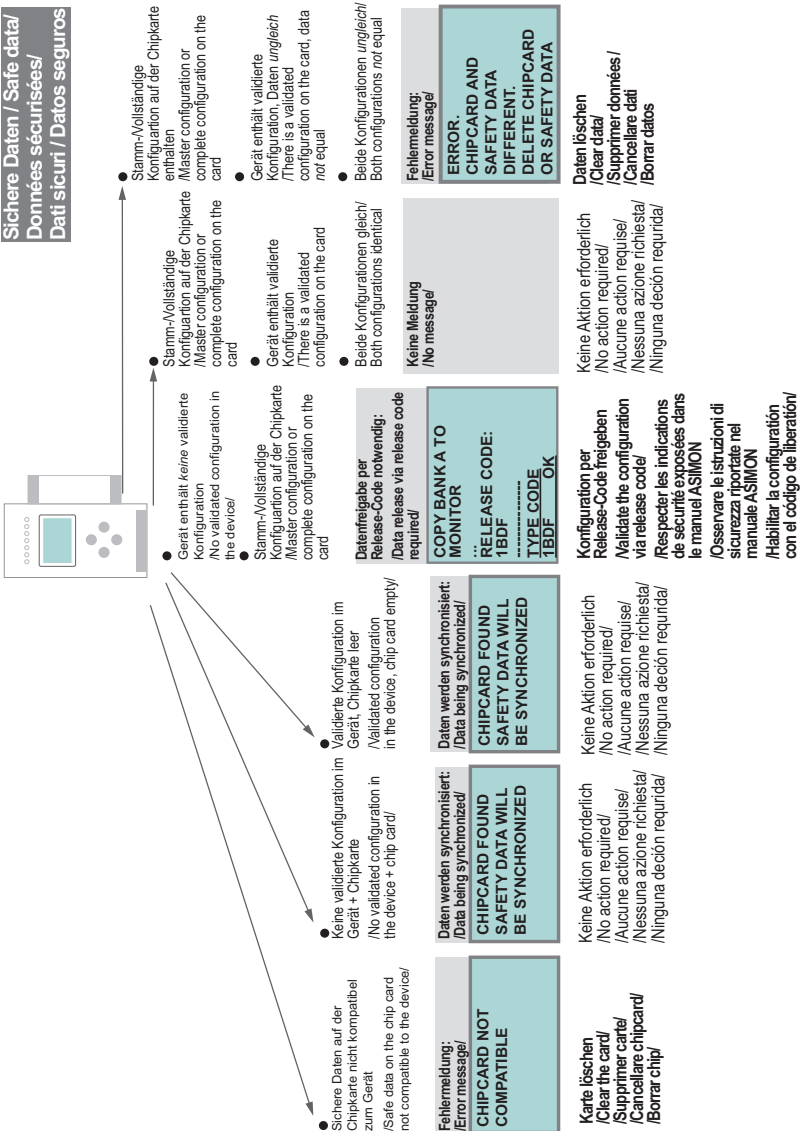 Sichere Daten / Safe data/
Données sécurisées/
Dati sicuri / Datos seguros
Sichere Daten auf der
Chipkarte nicht kompatibel
zum Gerät
/Safe data on the chip card
not compatible to the device/
Fehlermeldung:
/Error message/
CHIPCARD NOT
COMPATIBLE
Karte löschen
/Clear the card/
/Supprimer carte/
/Cancellare chipcard/
/Borrar chip/
Keine validierte Konfiguration im
Gerät + Chipkarte
/No validated configuration in
the device + chip card/
Daten werden synchronisiert:
/Data being synchronized/
CHIPCARD FOUND
SAFETY DATA WILL
BE SYNCHRONIZED
Keine Aktion erforderlich
/No action required/
/Aucune action requise/
/Nessuna azione richiesta/
/Ninguna deción requrida/
Validierte Konfiguration im
Gerät, Chipkarte leer
/Validated configuration
in the device, chip card empty/
Daten werden synchronisiert:
/Data being synchronized/
CHIPCARD FOUND
SAFETY DATA WILL
BE SYNCHRONIZED
Keine Aktion erforderlich
/No action required/
/Aucune action requise/
/Nessuna azione richiesta/
/Ninguna deción requrida/
Gerät enthält keine validierte
Konfiguration
/No validated configuration in
the device/
Stamm-/Vollständige
Konfiguartion auf der Chipkarte
/Master configuration or
complete configuration on the
card
Datenfreigabe per
Release-Code notwendig:
/Data release via release code
required/
COPY BANK A TO
MONITOR
...
RELEASE CODE:
1BDF
--------------
TYPE CODE
1BDF OK
Konfiguration per
Release-Code freigeben
/Validate the configuration
via release code/
/Respecter les indications
de sécurité exposées dans
le manuel ASIMON
/Osservare le istruzioni di
sicurezza riportate nel
manuale ASIMON
/Habilitar la configuratión
con el código de liberatión/
Stamm-/Vollständige
Konfiguartion auf der Chipkarte
/Master configuration or
complete configuration on the
card
Gerät enthält validierte
Konfiguration
/There is a validated
configuration on the card
Beide Konfigurationen gleich/
Both configurations identical
Keine Meldung
/No message/
Keine Aktion erforderlich
/No action required/
/Aucune action requise/
/Nessuna azione richiesta/
/Ninguna deción requrida/
Stamm-/Vollständige
Konfiguartion auf der Chipkarte
enthalten
/Master configuration or
complete configuration on the
card
Gerät enthält validierte
Konfiguration, Daten ungleich
/There is a validated
configuration on the card, data
not equal
Beide Konfigurationen ungleich/
Both configurations not equal
Fehlermeldung:
/Error message/
ERROR.
CHIPCARD AND
SAFETY DATA
DIFFERENT.
DELETE CHIPCARD
OR SAFETY DATA
Daten löschen
/Clear data/
/Supprimer données /
/Cancellare dati
/Borrar datos